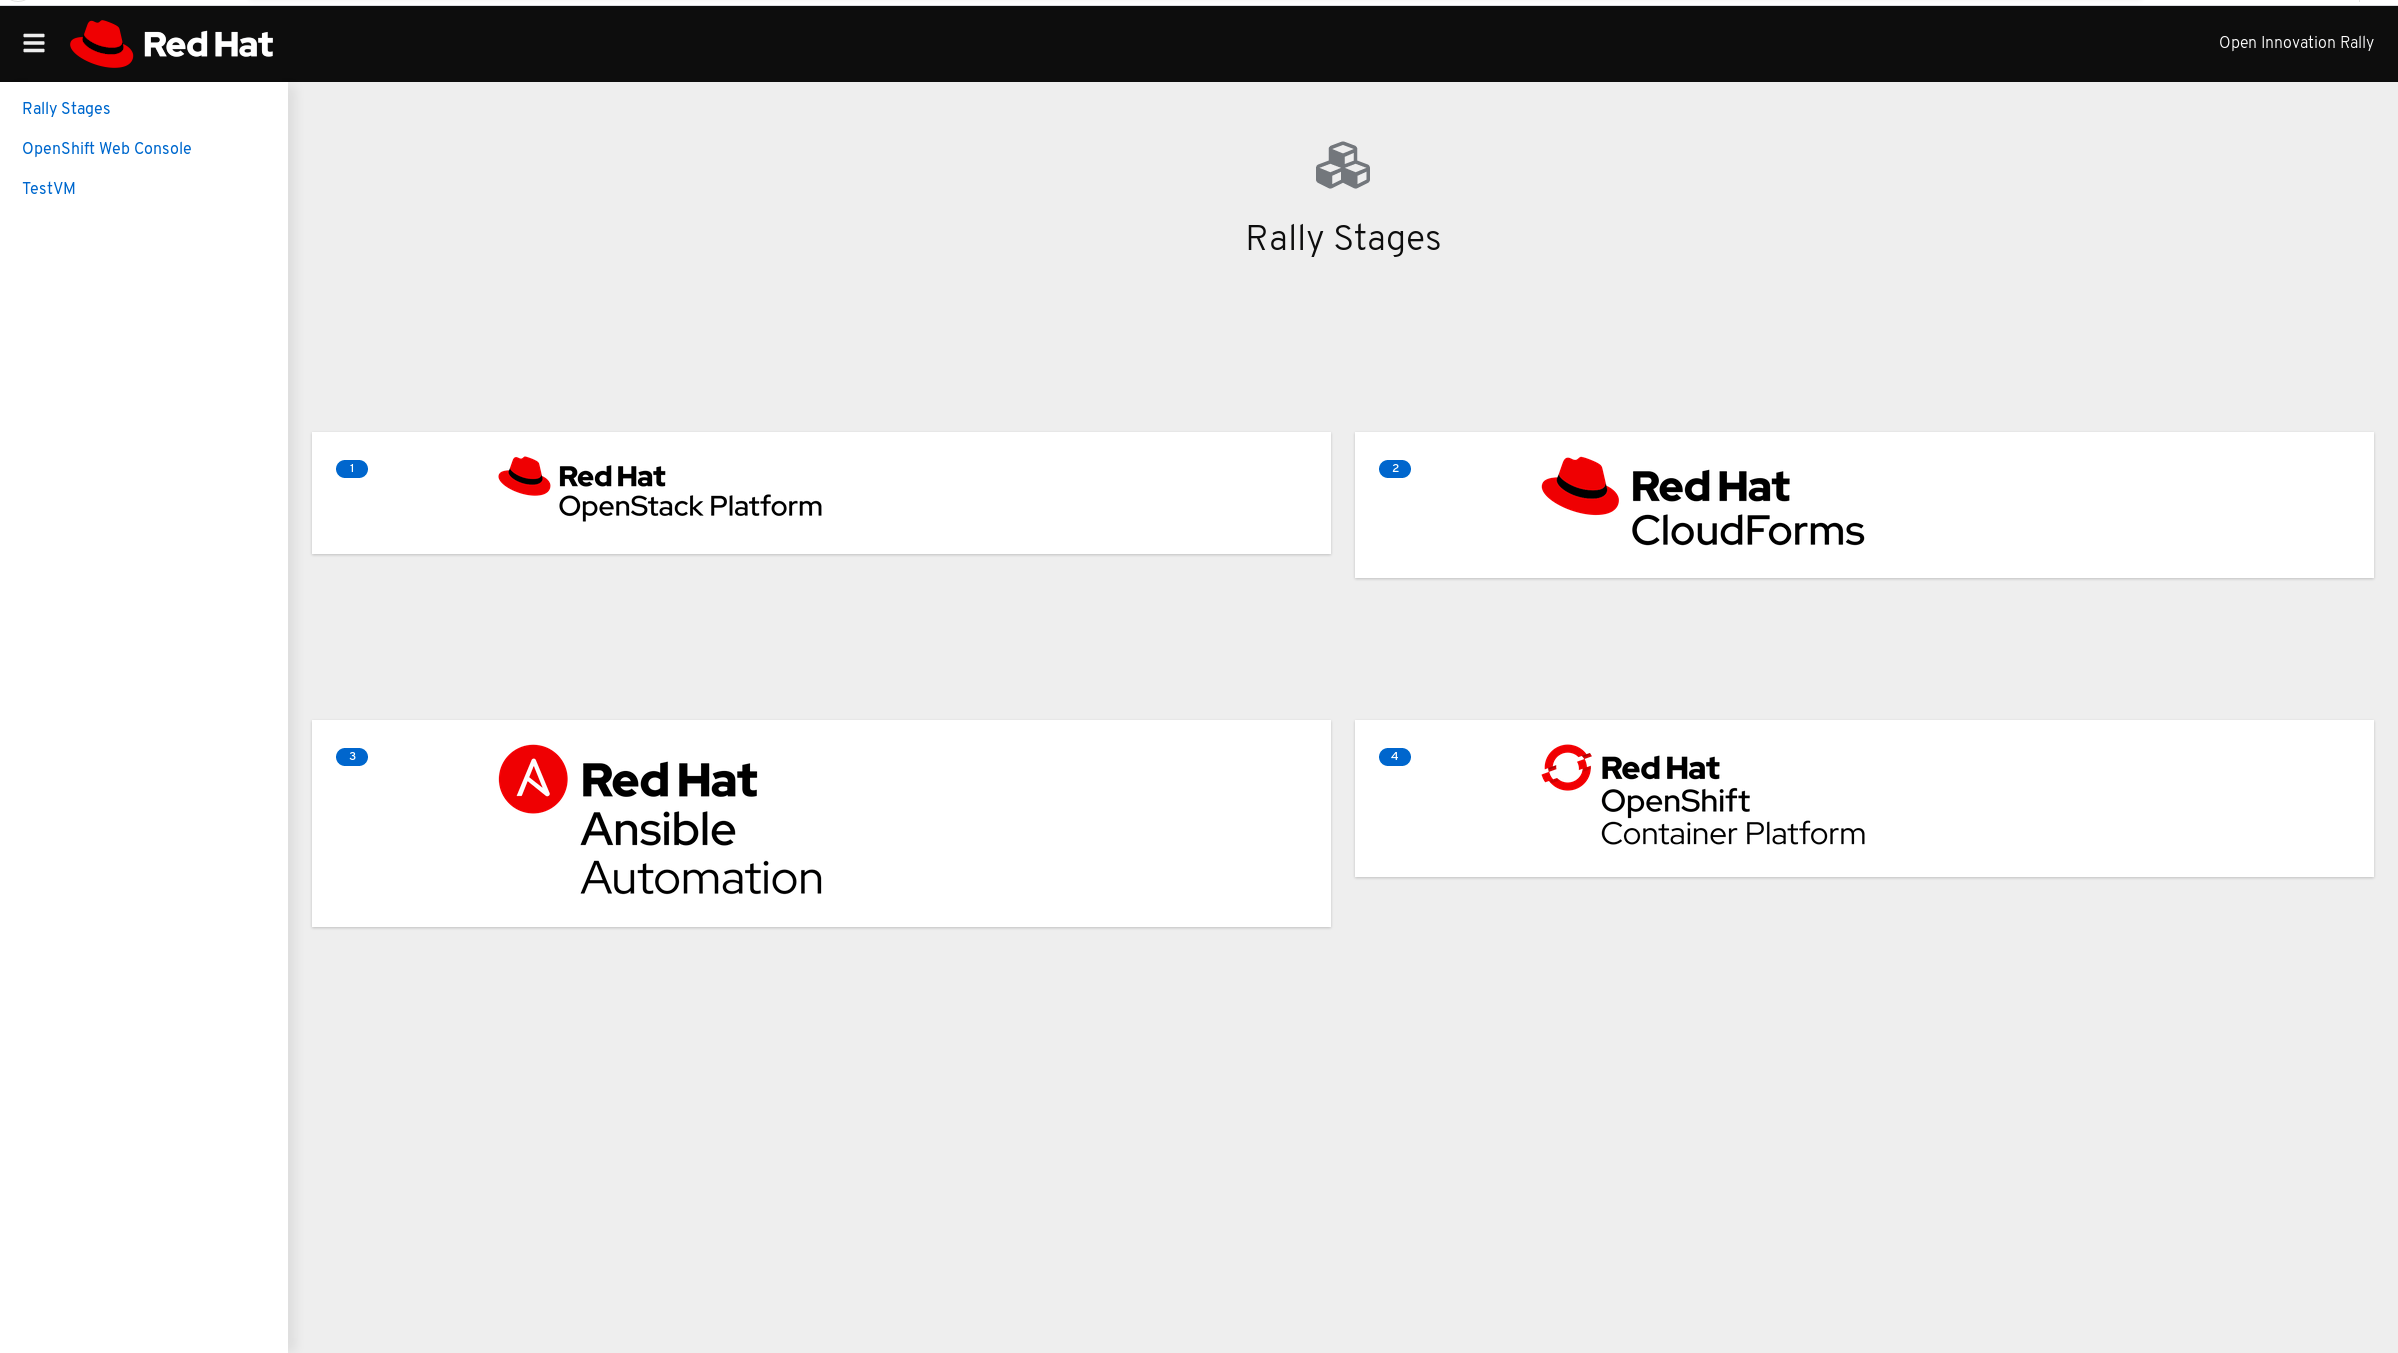 Red Hat
Open Innovation Rally
Rally Stages
OpenShift Web Console
TestVM
Rally Stages
1
Red Hat
OpenStack Platform
2
Red Hat
CloudForms
3
Red Hat
Ansible
Automation
4
Red Hat
OpenShift
Container Platform